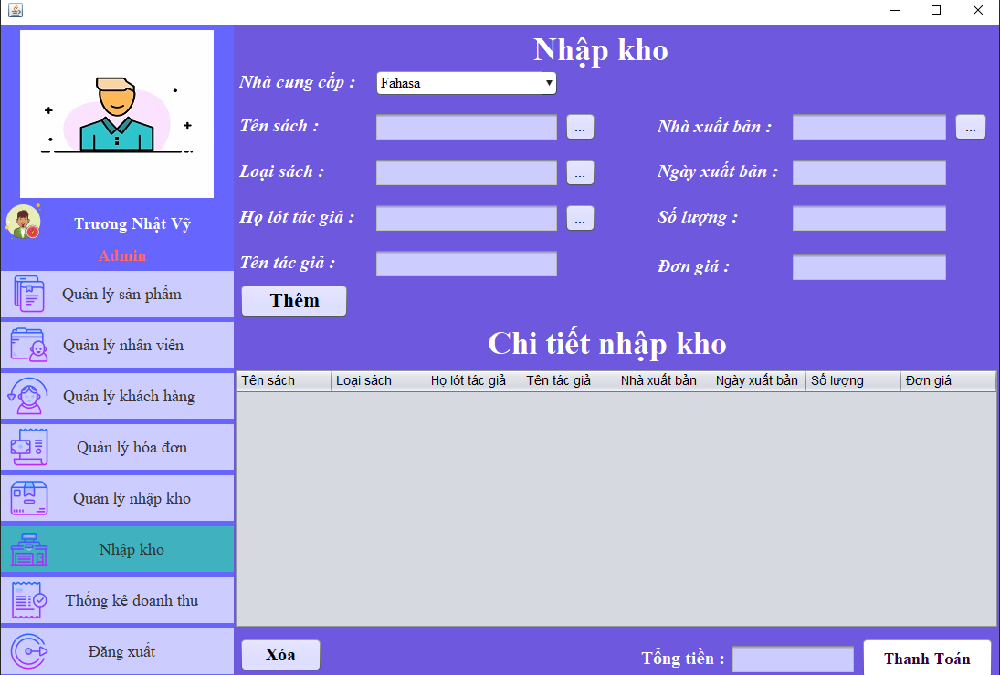 Trương Nhật Vỹ
Admin
Quản lý sản phẩm
Quản lý nhân viên
Quản lý khách hàng
Quản lý hóa đơn
Quản lý nhập kho
Nhập kho
Thống kê doanh thu
Đăng xuất
Nhập kho
Nhà cung cấp : Fahasa
Tên sách : ... Nhà xuất bản : ...
Loại sách : ... Ngày xuất bản :
Họ lót tác giả : ... Số lượng :
Tên tác giả : Đơn giá :
Thêm
Chi tiết nhập kho
Tên sách Loại sách Họ lót tác giả Tên tác giả Nhà xuất bản Ngày xuất bản Số lượng Đơn giá
Xóa Tổng tiền : Thanh Toán